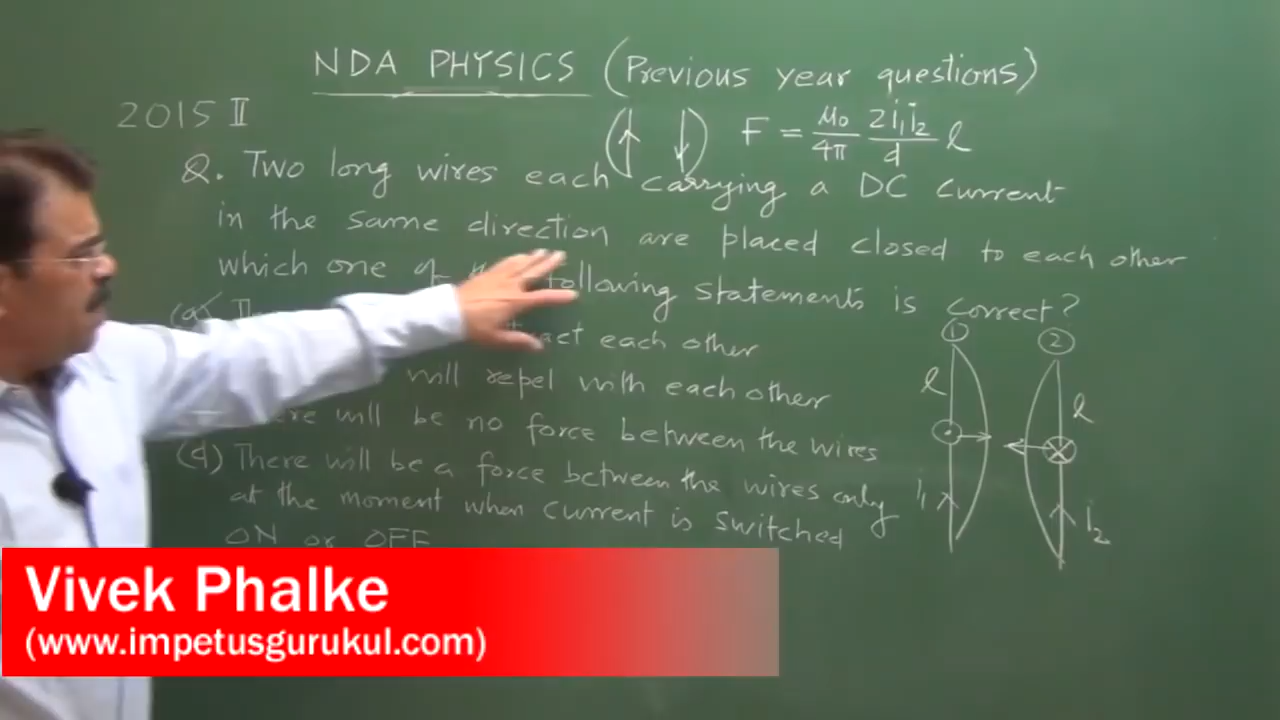 NDA PHYSICS (Previous year questions)
2015 II
F = μ₀/4π 2i₁i₂/d l
Q. Two long wires each carrying a DC current
in the same direction are placed closed to each other
which one of following statements is correct?
(a)
each other
will repel with each other
will be no force between the wires
(d) There will be a force between the wires only
at the moment when current is switched
ON or OFF
1
2
l
l
i₁
i₂
Vivek Phalke
(www.impetusgurukul.com)